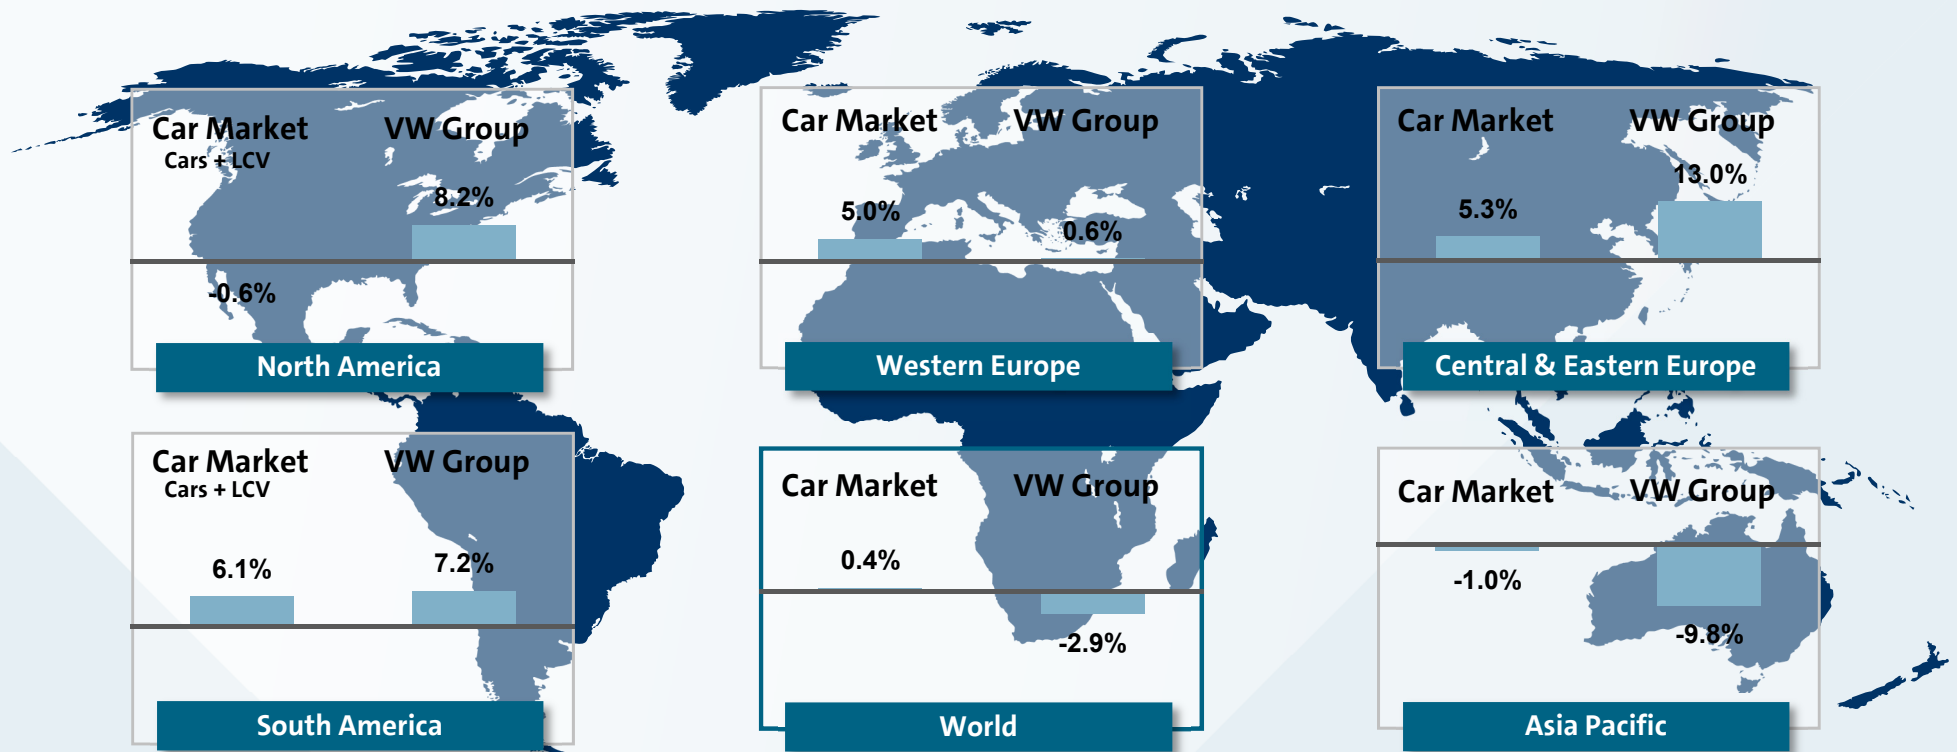 Car Market VW Group
Cars + LCV
8.2%
-0.6%
North America
Car Market VW Group
5.0%
0.6%
Western Europe
Car Market VW Group
13.0%
5.3%
Central & Eastern Europe
Car Market VW Group
Cars + LCV
6.1%
7.2%
South America
Car Market VW Group
0.4%
-2.9%
World
Car Market VW Group
-1.0%
-9.8%
Asia Pacific